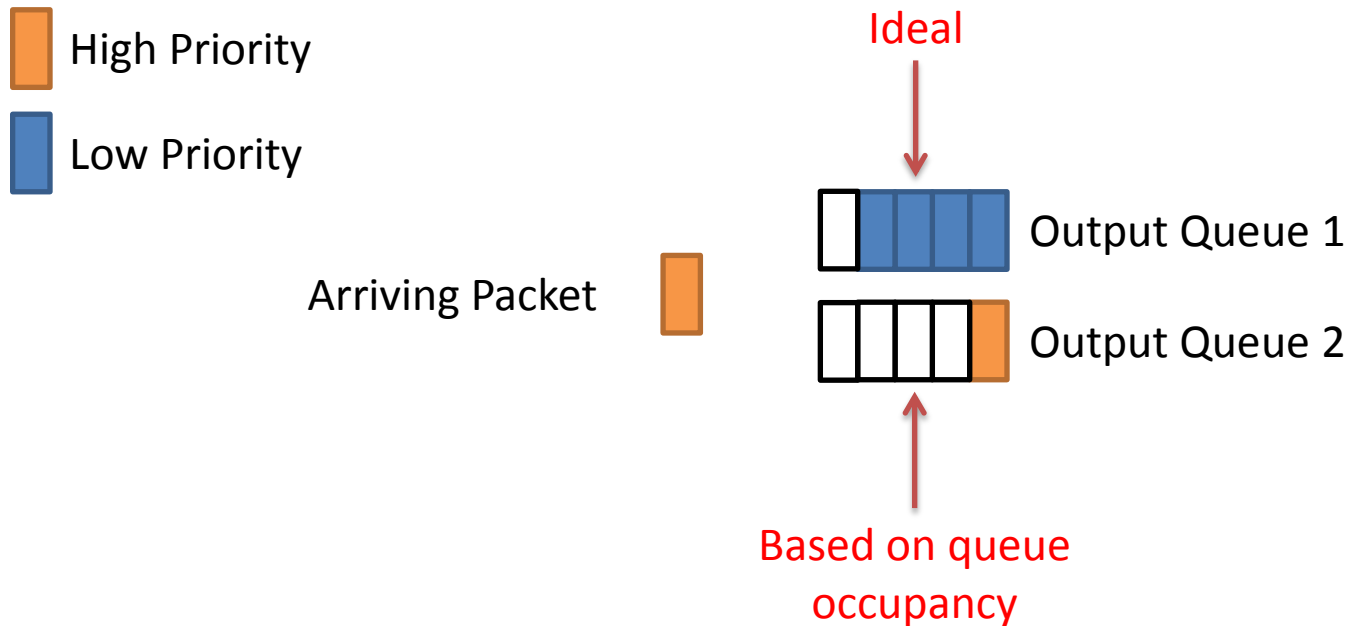 High Priority
Low Priority
Ideal
Output Queue 1
Arriving Packet
Output Queue 2
Based on queue
occupancy